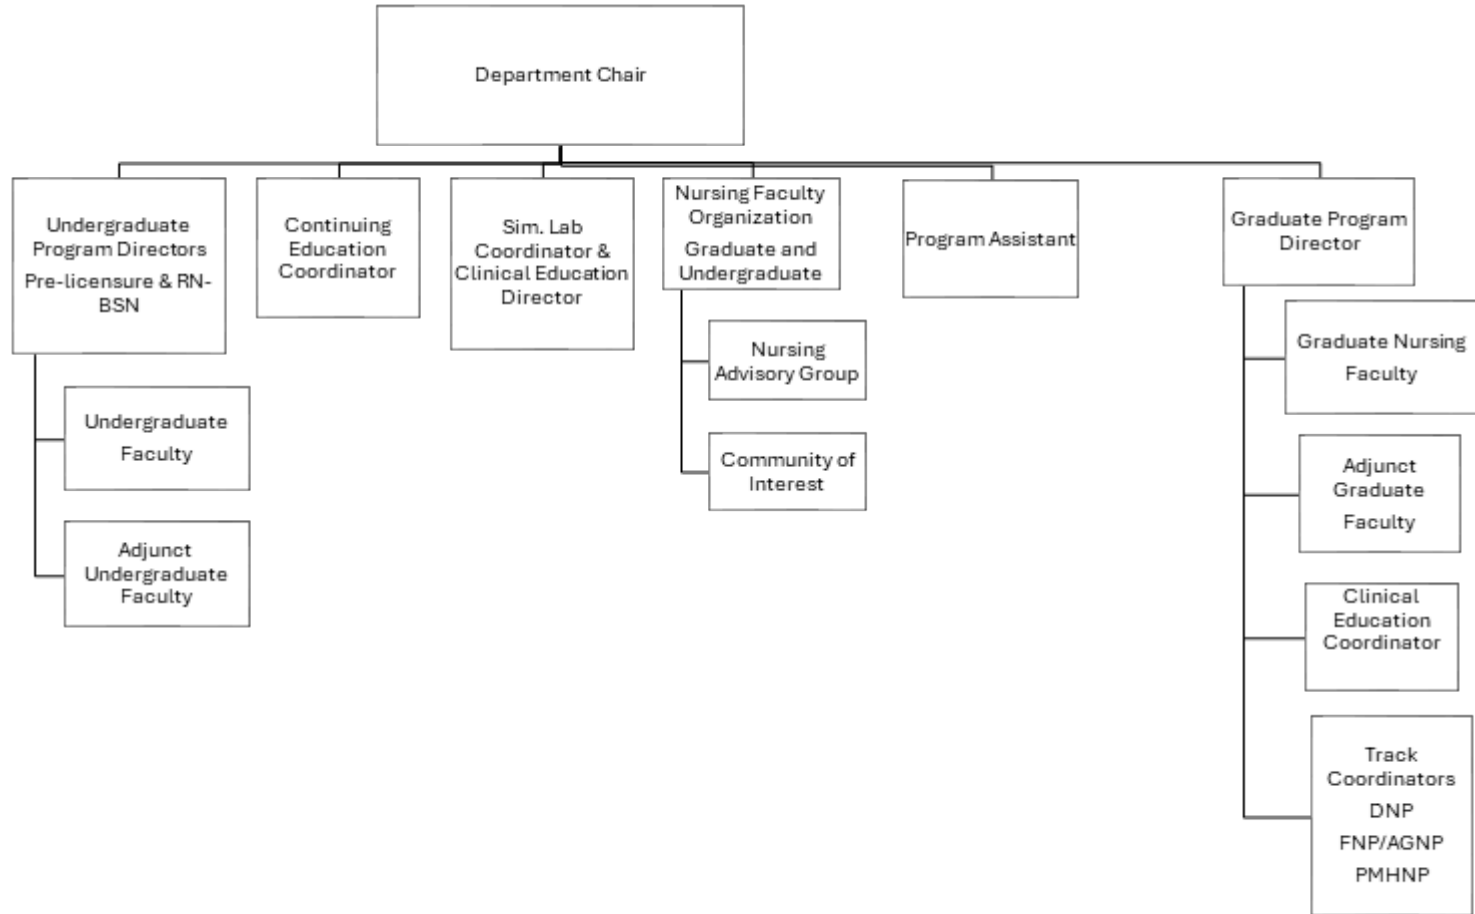 Department Chair
Undergraduate
Program Directors
Pre-licensure & RN-
BSN
Continuing
Education
Coordinator
Sim. Lab
Coordinator &
Clinical Education
Director
Nursing Faculty
Organization
Graduate and
Undergraduate
Program Assistant
Graduate Program
Director
Undergraduate
Faculty
Adjunct
Undergraduate
Faculty
Nursing
Advisory Group
Community of
Interest
Graduate Nursing
Faculty
Adjunct
Graduate
Faculty
Clinical
Education
Coordinator
Track
Coordinators
DNP
FNP/AGNP
PMHNP